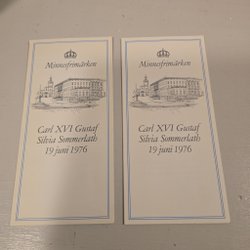 Minnesfrimärken
Carl XVI Gustaf
Silvia Sommerlath
19 juni 1976
Minnesfrimärken
Carl XVI Gustaf
Silvia Sommerlath
19 juni 1976